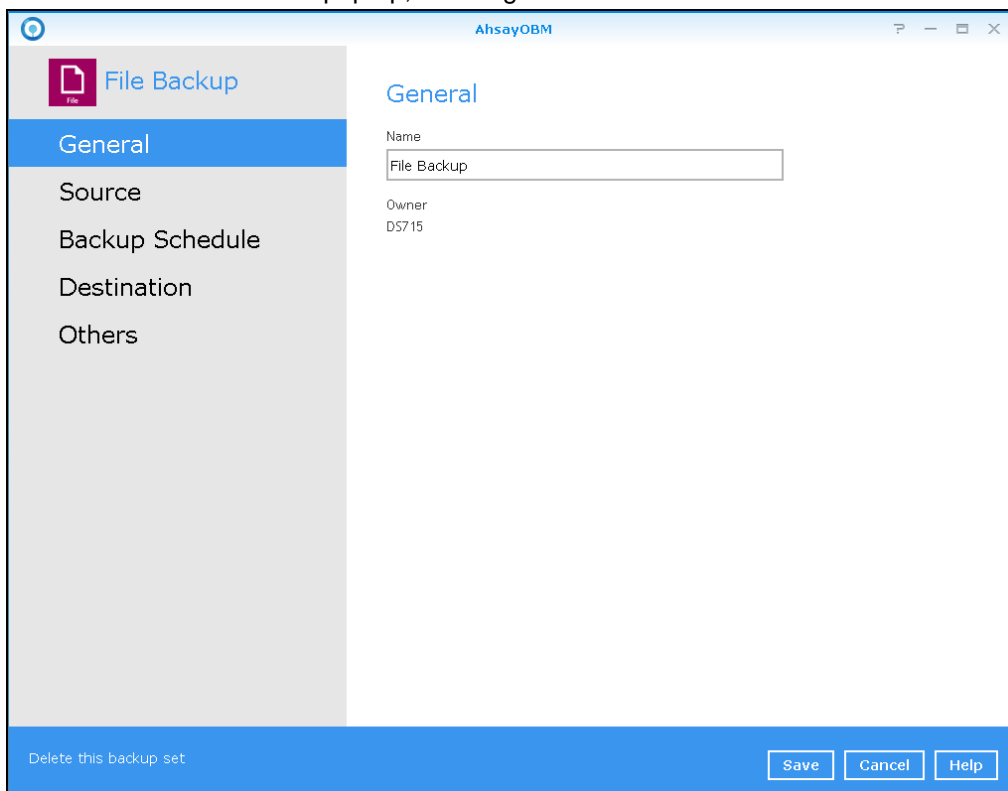 AhsayOBM
File
File Backup
General
Source
Backup Schedule
Destination
Others
General
Name
File Backup
Owner
DS715
Delete this backup set
Save
Cancel
Help